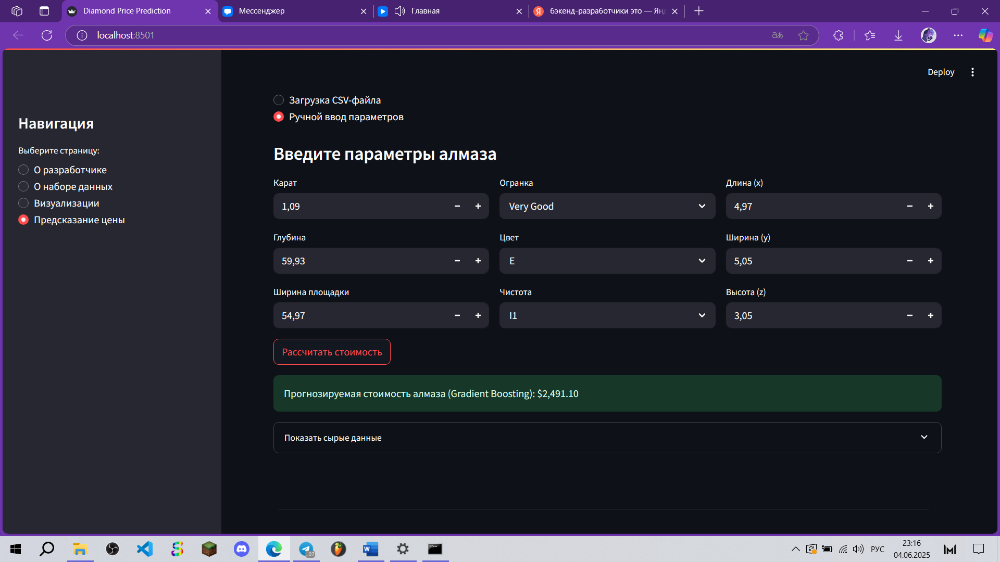 Diamond Price Prediction
Мессенджер
Главная
бэкенд-разработчики это — Янд
localhost:8501
Deploy
Навигация
Выберите страницу:
О разработчике
О наборе данных
Визуализации
Предсказание цены
Загрузка CSV-файла
Ручной ввод параметров
Введите параметры алмаза
Карат
Огранка
Длина (x)
1,09
Very Good
4,97
Глубина
Цвет
Ширина (y)
59,93
E
5,05
Ширина площадки
Чистота
Высота (z)
54,97
I1
3,05
Рассчитать стоимость
Прогнозируемая стоимость алмаза (Gradient Boosting): $2,491.10
Показать сырые данные
..07
РУС
23:16
04.06.2025